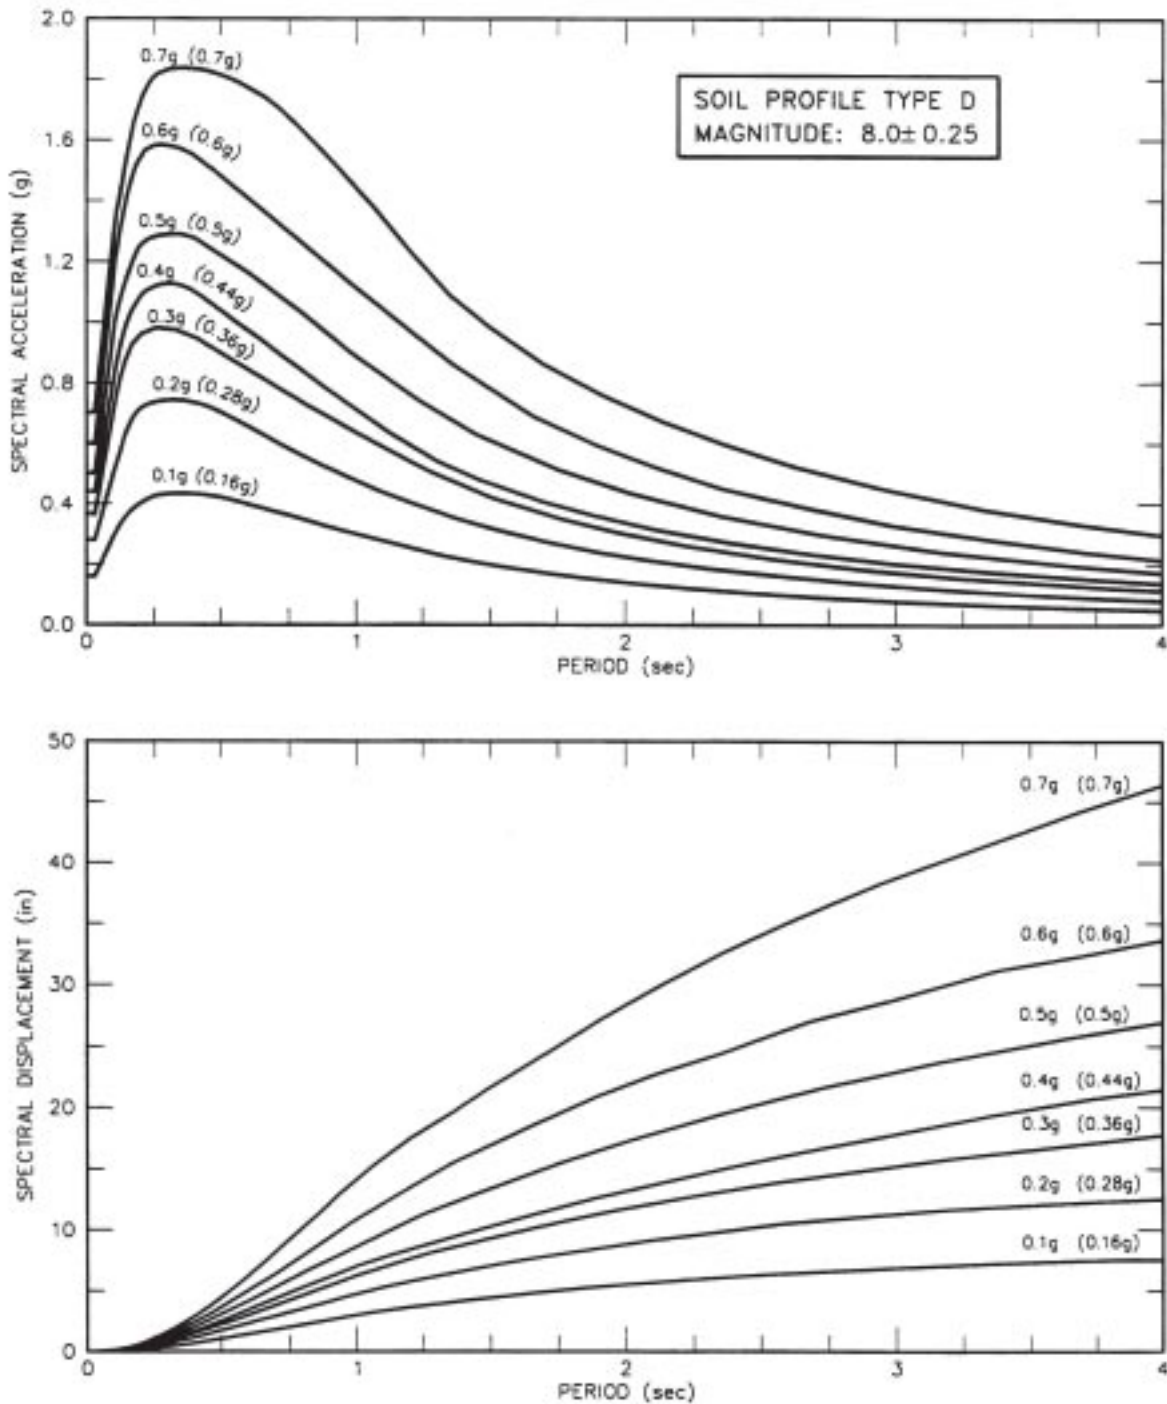 2.0
1.6
1.2
0.8
0.4
0.0
SPECTRAL ACCELERATION (g)
0.7g (0.7g)
0.6g (0.6g)
0.5g (0.5g)
0.4g (0.44g)
0.3g (0.36g)
0.2g (0.28g)
0.1g (0.16g)
SOIL PROFILE TYPE D
MAGNITUDE: 8.0±0.25
0 1 2 3 4
PERIOD (sec)
50
40
30
20
10
0
SPECTRAL DISPLACEMENT (in)
0.7g (0.7g)
0.6g (0.6g)
0.5g (0.5g)
0.4g (0.44g)
0.3g (0.36g)
0.2g (0.28g)
0.1g (0.16g)
0 1 2 3 4
PERIOD (sec)